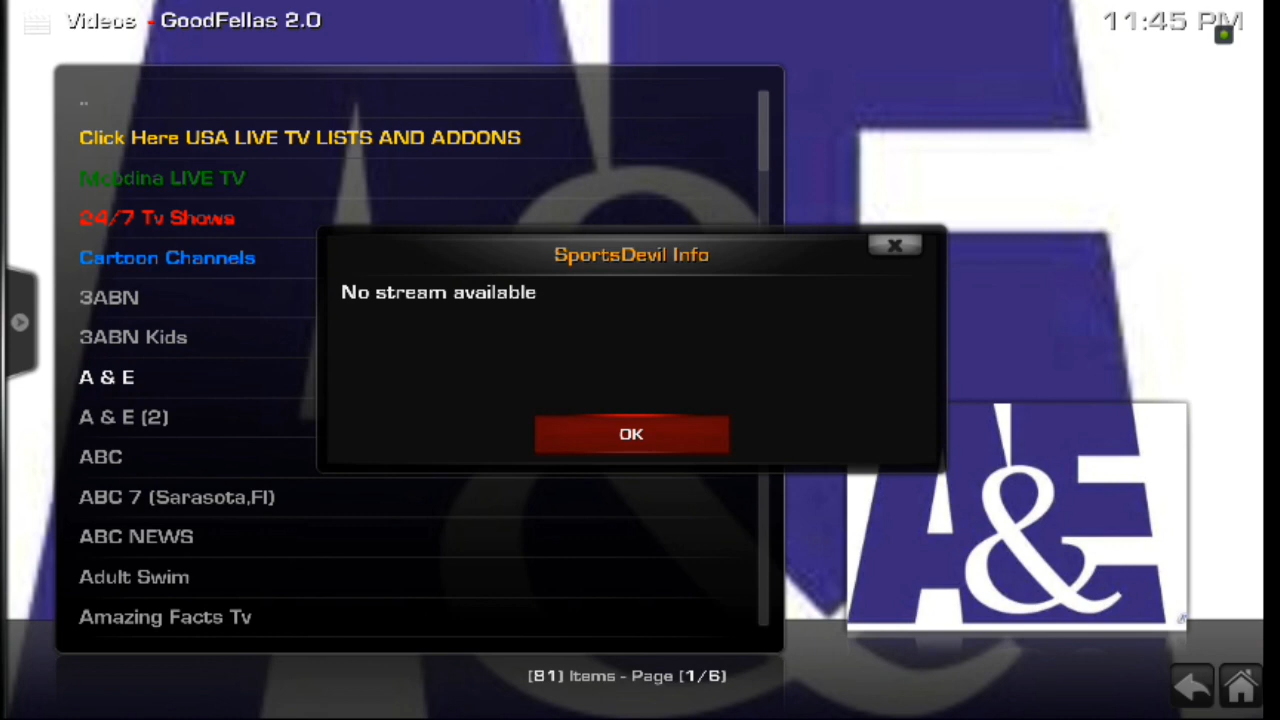 Videos - GoodFellas 2.0
11:45 PM
..
Click Here USA LIVE TV LISTS AND ADDONS
Mobdina LIVE TV
24/7 Tv Shows
Cartoon Channels
3ABN
3ABN Kids
A & E
A & E (2)
ABC
ABC 7 (Sarasota,Fl)
ABC NEWS
Adult Swim
Amazing Facts Tv
SportsDevil Info
X
No stream available
OK
A&E
[81] Items - Page [1/6]